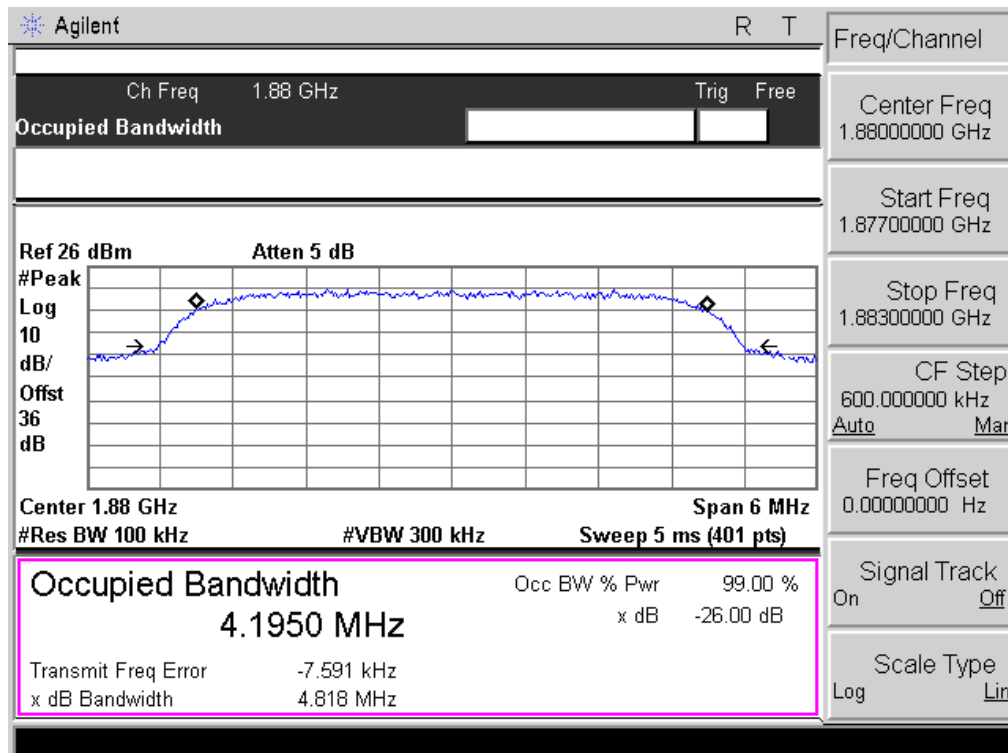 Agilent
R T
Freq/Channel
Ch Freq 1.88 GHz Trig Free
Occupied Bandwidth
Center Freq
1.88000000 GHz
Start Freq
1.87700000 GHz
Stop Freq
1.88300000 GHz
CF Step
600.000000 kHz
Auto Man
Freq Offset
0.00000000 Hz
Signal Track
On Off
Scale Type
Log Lin
Ref 26 dBm Atten 5 dB
#Peak
Log
10
dB/
Offst
36
dB
Center 1.88 GHz Span 6 MHz
#Res BW 100 kHz #VBW 300 kHz Sweep 5 ms (401 pts)
Occupied Bandwidth
4.1950 MHz
Occ BW % Pwr 99.00 %
x dB -26.00 dB
Transmit Freq Error -7.591 kHz
x dB Bandwidth 4.818 MHz